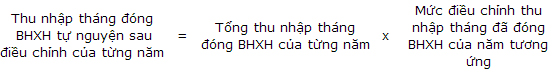 Thu nhập tháng đóng
BHXH tự nguyện sau
điều chỉnh của từng năm
=
Tổng thu nhập tháng
đóng BHXH của từng năm
x
Mức điều chỉnh thu
nhập tháng đã đóng
BHXH của năm tương
ứng